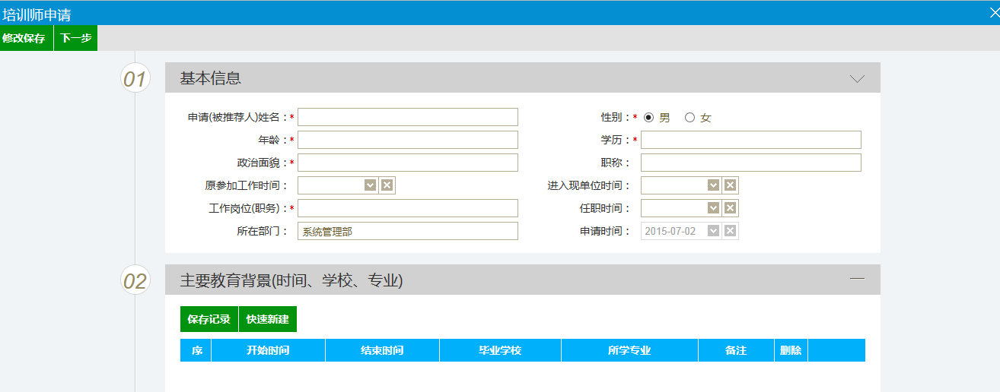 培训师申请
修改保存 下一步
01 基本信息
申请(被推荐人)姓名：* 性别：* 男 女
年龄：* 学历：*
政治面貌：* 职称：
原参加工作时间： 进入现单位时间：
工作岗位(职务)：* 任职时间：
所在部门： 系统管理部 申请时间： 2015-07-02
02 主要教育背景(时间、学校、专业)
保存记录 快速新建
序 开始时间 结束时间 毕业学校 所学专业 备注 删除